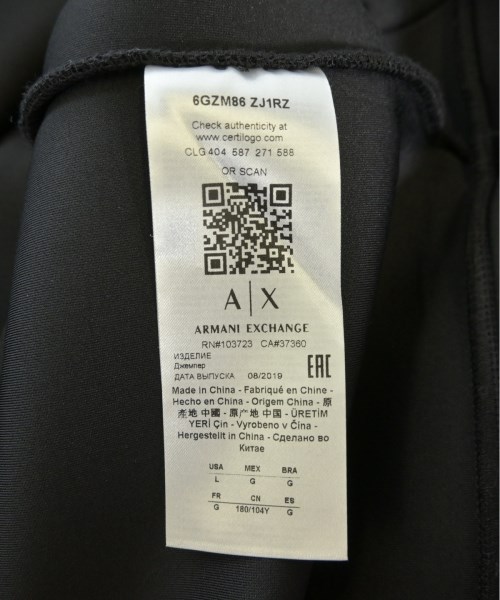 6GZM86 ZJ1RZ
Check authenticity at
www.certilogo.com
CLG 404 587 271 588
OR SCAN
A|X
ARMANI EXCHANGE
RN#103723 CA#37360
ИЗДЕЛИЕ
Джемпер
ДАТА ВЫПУСКА 08/2019
EAC
Made in China - Fabriqué en Chine -
Hecho en China - Origem China - 原
產地 中國 - 原产地 中国 - ÜRETİM
YERİ Çin - Vyrobeno v Čína -
Hergestellt in China - Сделано во
Китае
USA MEX BRA
L G G
FR CN ES
G 180/104Y G